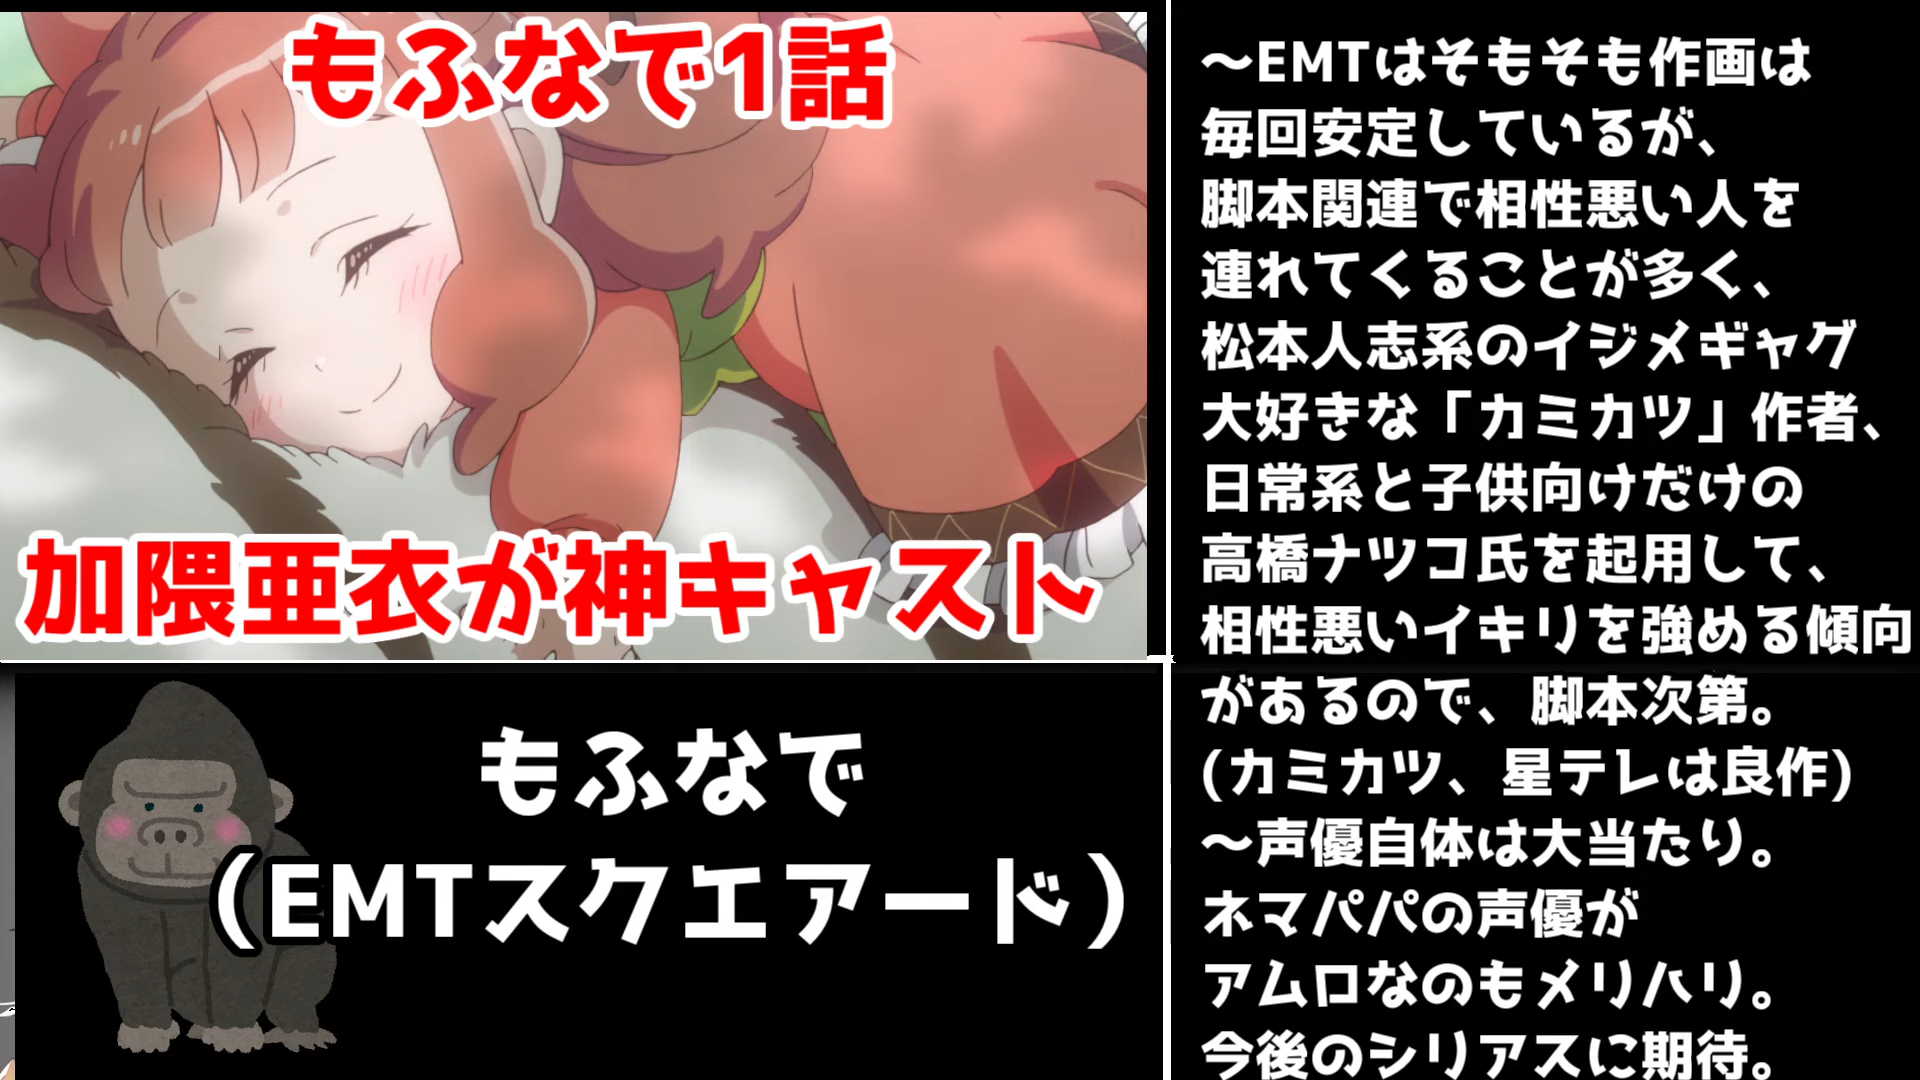 もふなで1話
加隈亜衣が神キャスト
もふなで
（EMTスクエアード）
～EMTはそもそも作画は
毎回安定しているが、
脚本関連で相性悪い人を
連れてくることが多く、
松本人志系のイジメギャグ
大好きな「カミカツ」作者、
日常系と子供向けだけの
高橋ナツコ氏を起用して、
相性悪いイキリを強める傾向
があるので、脚本次第。
(カミカツ、星テレは良作)
～声優自体は大当たり。
ネマパパの声優が
アムロなのもメリハリ。
今後のシリアスに期待。